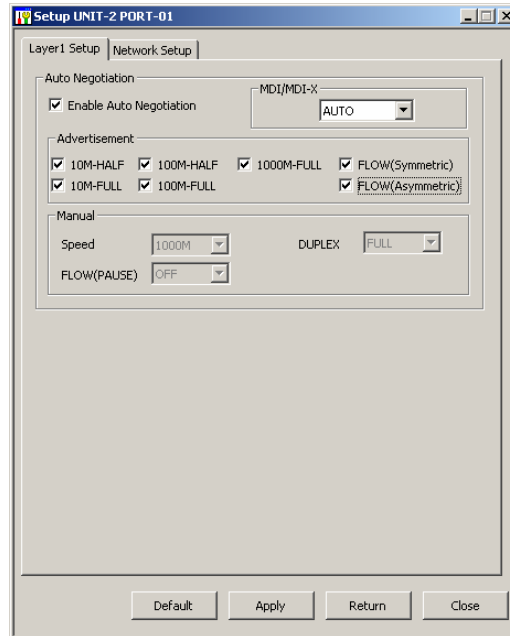 Setup UNIT-2 PORT-01
Layer1 Setup Network Setup
Auto Negotiation
Enable Auto Negotiation
MDI/MDI-X
AUTO
Advertisement
10M-HALF 100M-HALF 1000M-FULL FLOW(Symmetric)
10M-FULL 100M-FULL FLOW(Asymmetric)
Manual
Speed 1000M DUPLEX FULL
FLOW(PAUSE) OFF
Default Apply Return Close